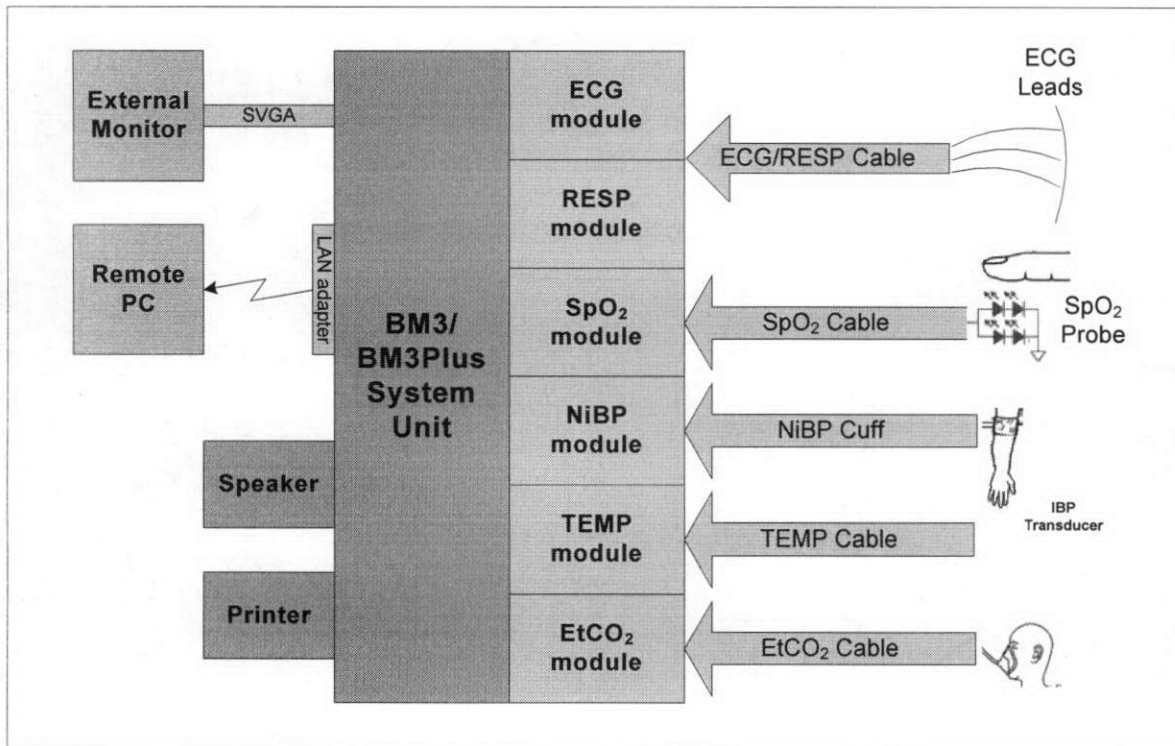 External
Monitor
SVGA
Remote
PC
LAN adapter
BM3/
BM3Plus
System
Unit
Speaker
Printer
ECG
module
RESP
module
SpO₂
module
NiBP
module
TEMP
module
EtCO₂
module
ECG/RESP Cable
SpO₂ Cable
NiBP Cuff
TEMP Cable
EtCO₂ Cable
ECG
Leads
SpO₂
Probe
IBP
Transducer